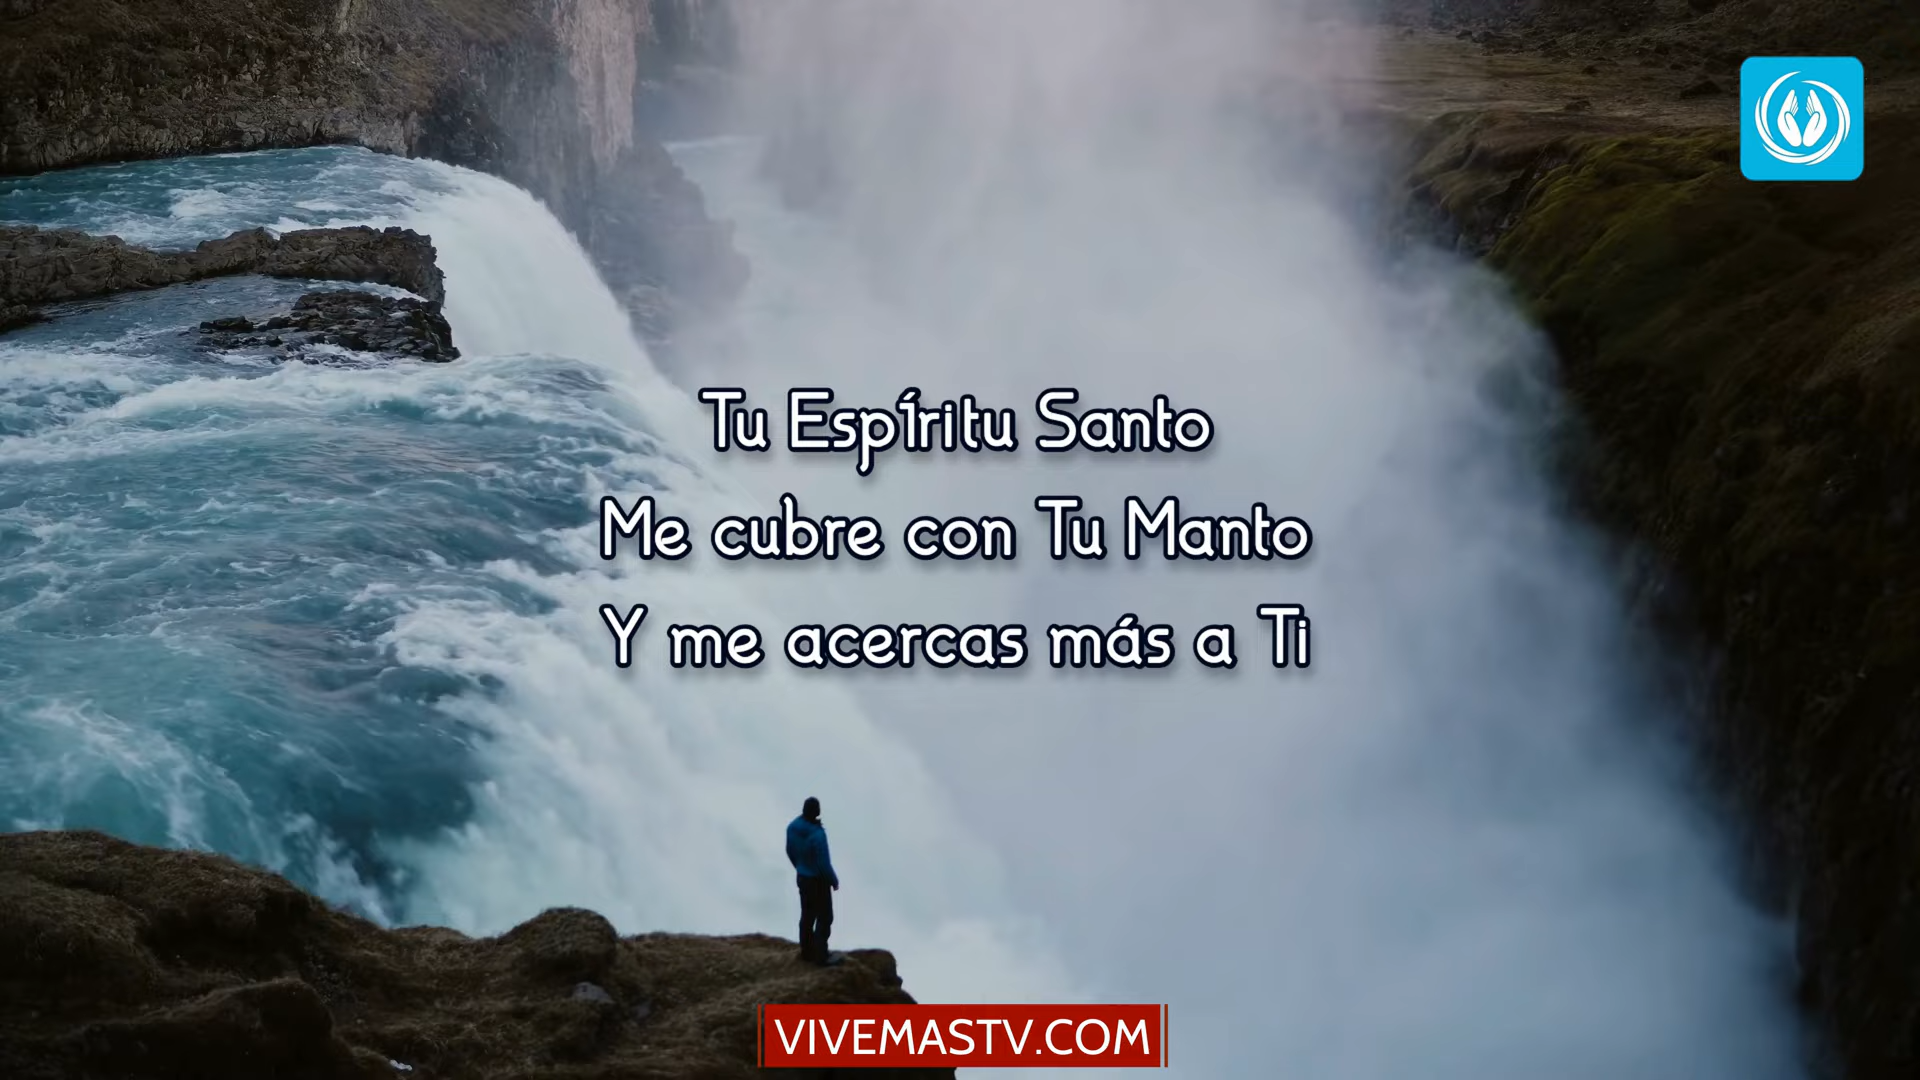 Tu Espíritu Santo
Me cubre con Tu Manto
Y me acercas más a Ti
VIVEMASTV.COM